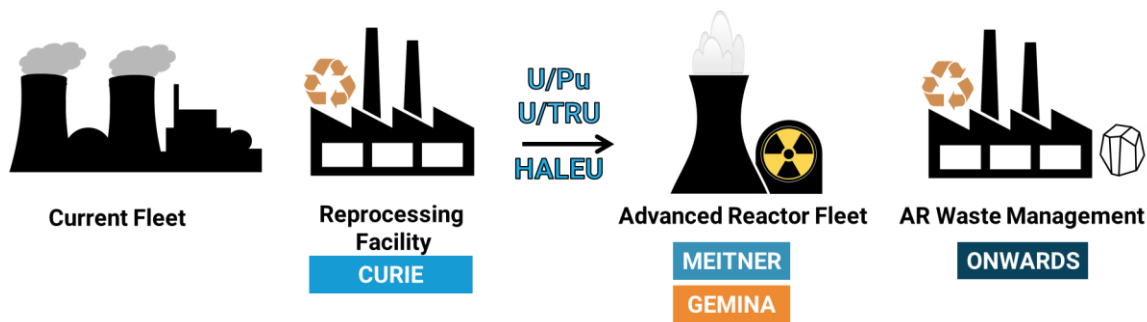 U/Pu
U/TRU
HALEU
Current Fleet
Reprocessing
Facility
CURIE
Advanced Reactor Fleet
MEITNER
GEMINA
AR Waste Management
ONWARDS